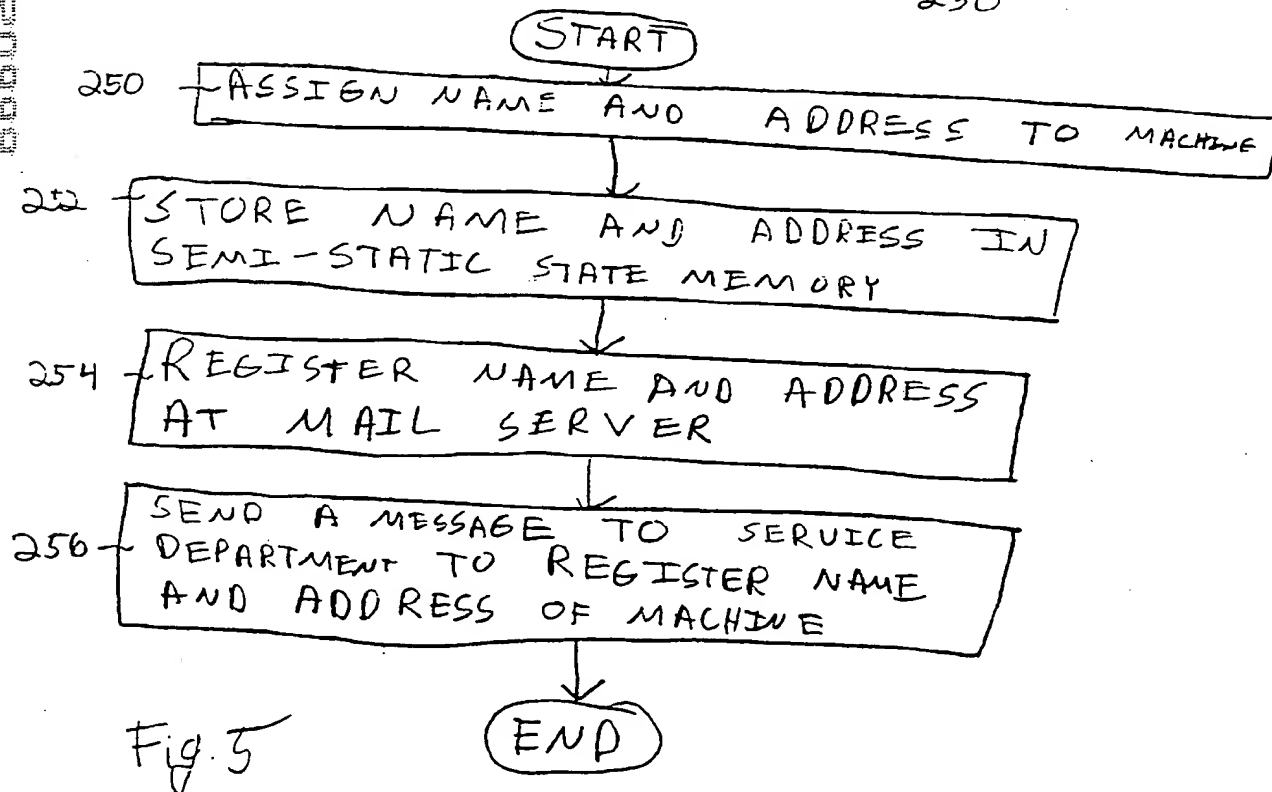 START
250
ASSIGN NAME AND ADDRESS TO MACHINE
252
STORE NAME AND ADDRESS IN
SEMI-STATIC STATE MEMORY
254
REGISTER NAME AND ADDRESS
AT MAIL SERVER
256
SEND A MESSAGE TO SERVICE
DEPARTMENT TO REGISTER NAME
AND ADDRESS OF MACHINE
END
Fig. 5